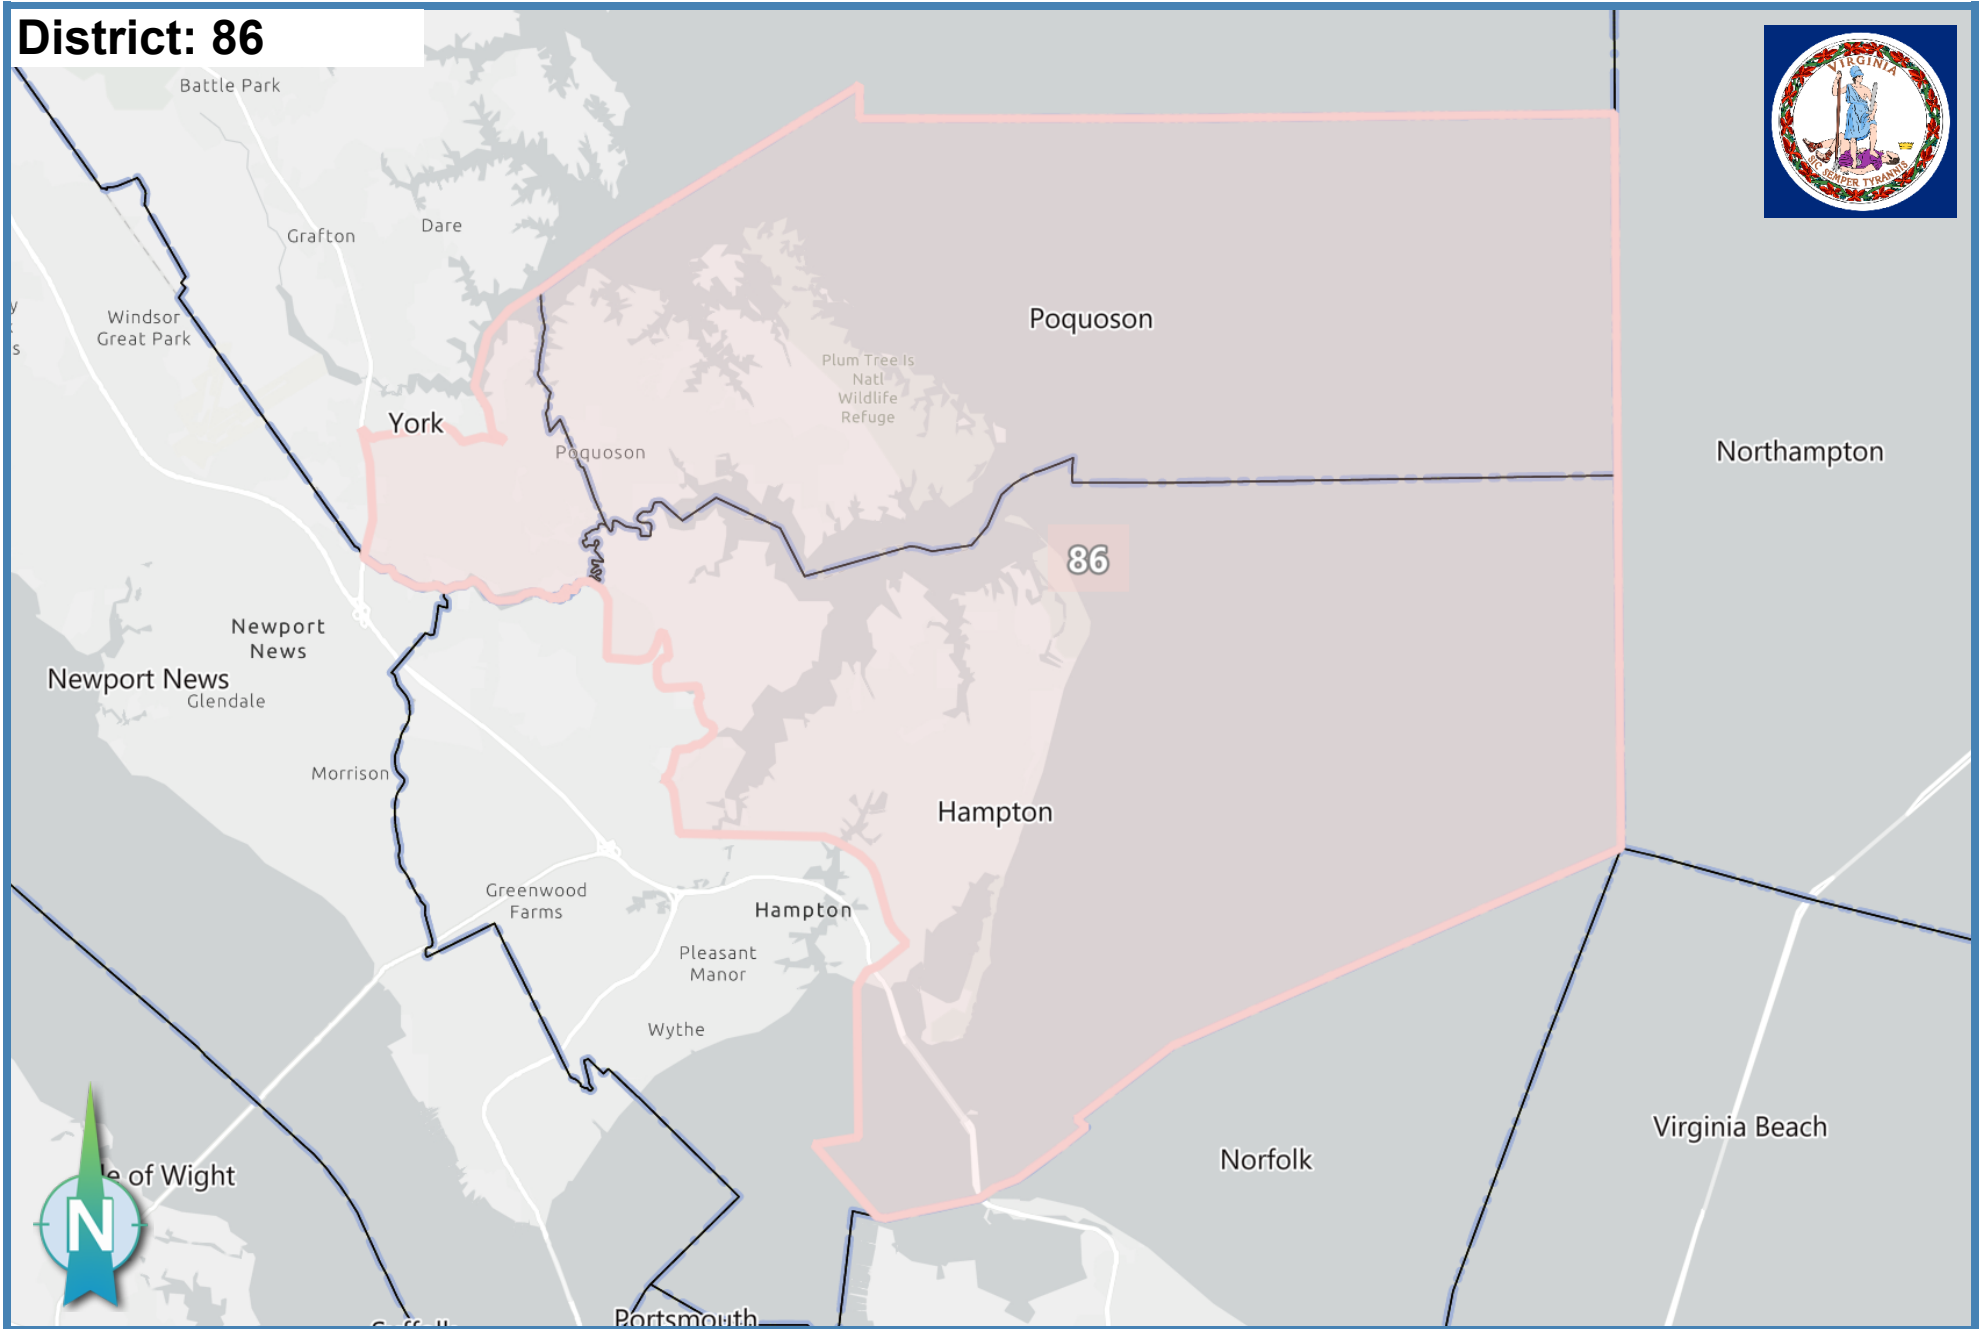 District: 86
Battle Park
VIRGINIA
SIC SEMPER TYRANNIS
Dare
Grafton
Windsor
Great Park
y
s
Poquoson
Plum Tree Is
Natl
Wildlife
Refuge
York
Poquoson
Northampton
86
Newport
News
Newport News
Glendale
Morrison
Hampton
Greenwood
Farms
Hampton
Pleasant
Manor
Wythe
Virginia Beach
Norfolk
le of Wight
N
Suffolk
Portsmouth